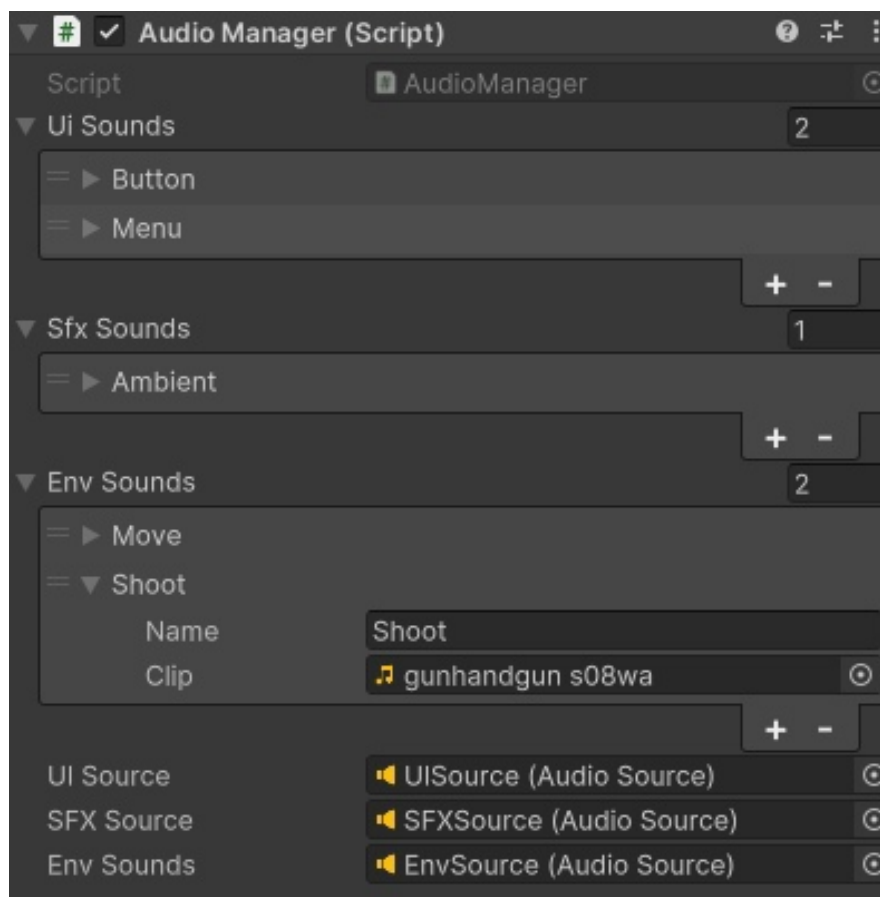 Audio Manager (Script)
Script AudioManager
Ui Sounds 2
Button
Menu
+ -
Sfx Sounds 1
Ambient
+ -
Env Sounds 2
Move
Shoot
Name Shoot
Clip gunhandgun s08wa
+ -
UI Source UISource (Audio Source)
SFX Source SFXSource (Audio Source)
Env Sounds EnvSource (Audio Source)